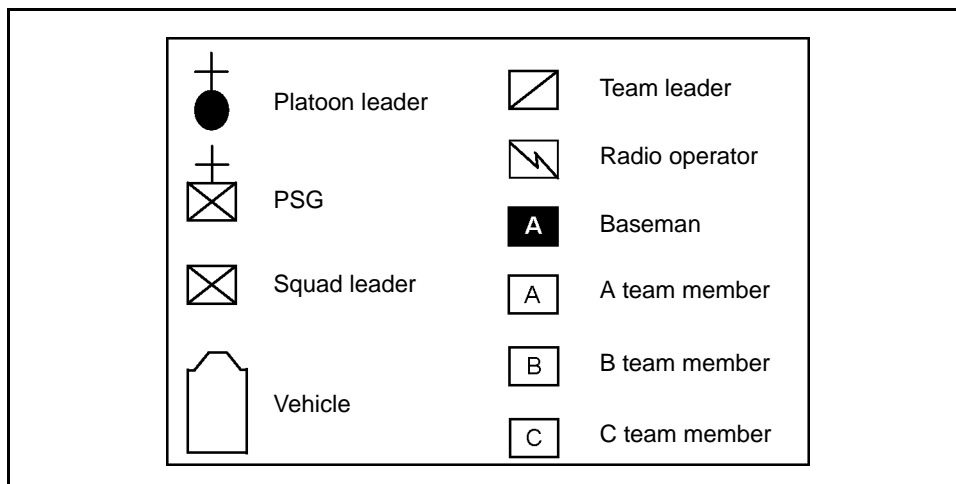 Platoon leader
PSG
Squad leader
Vehicle
Team leader
Radio operator
A
Baseman
A
A team member
B
B team member
C
C team member